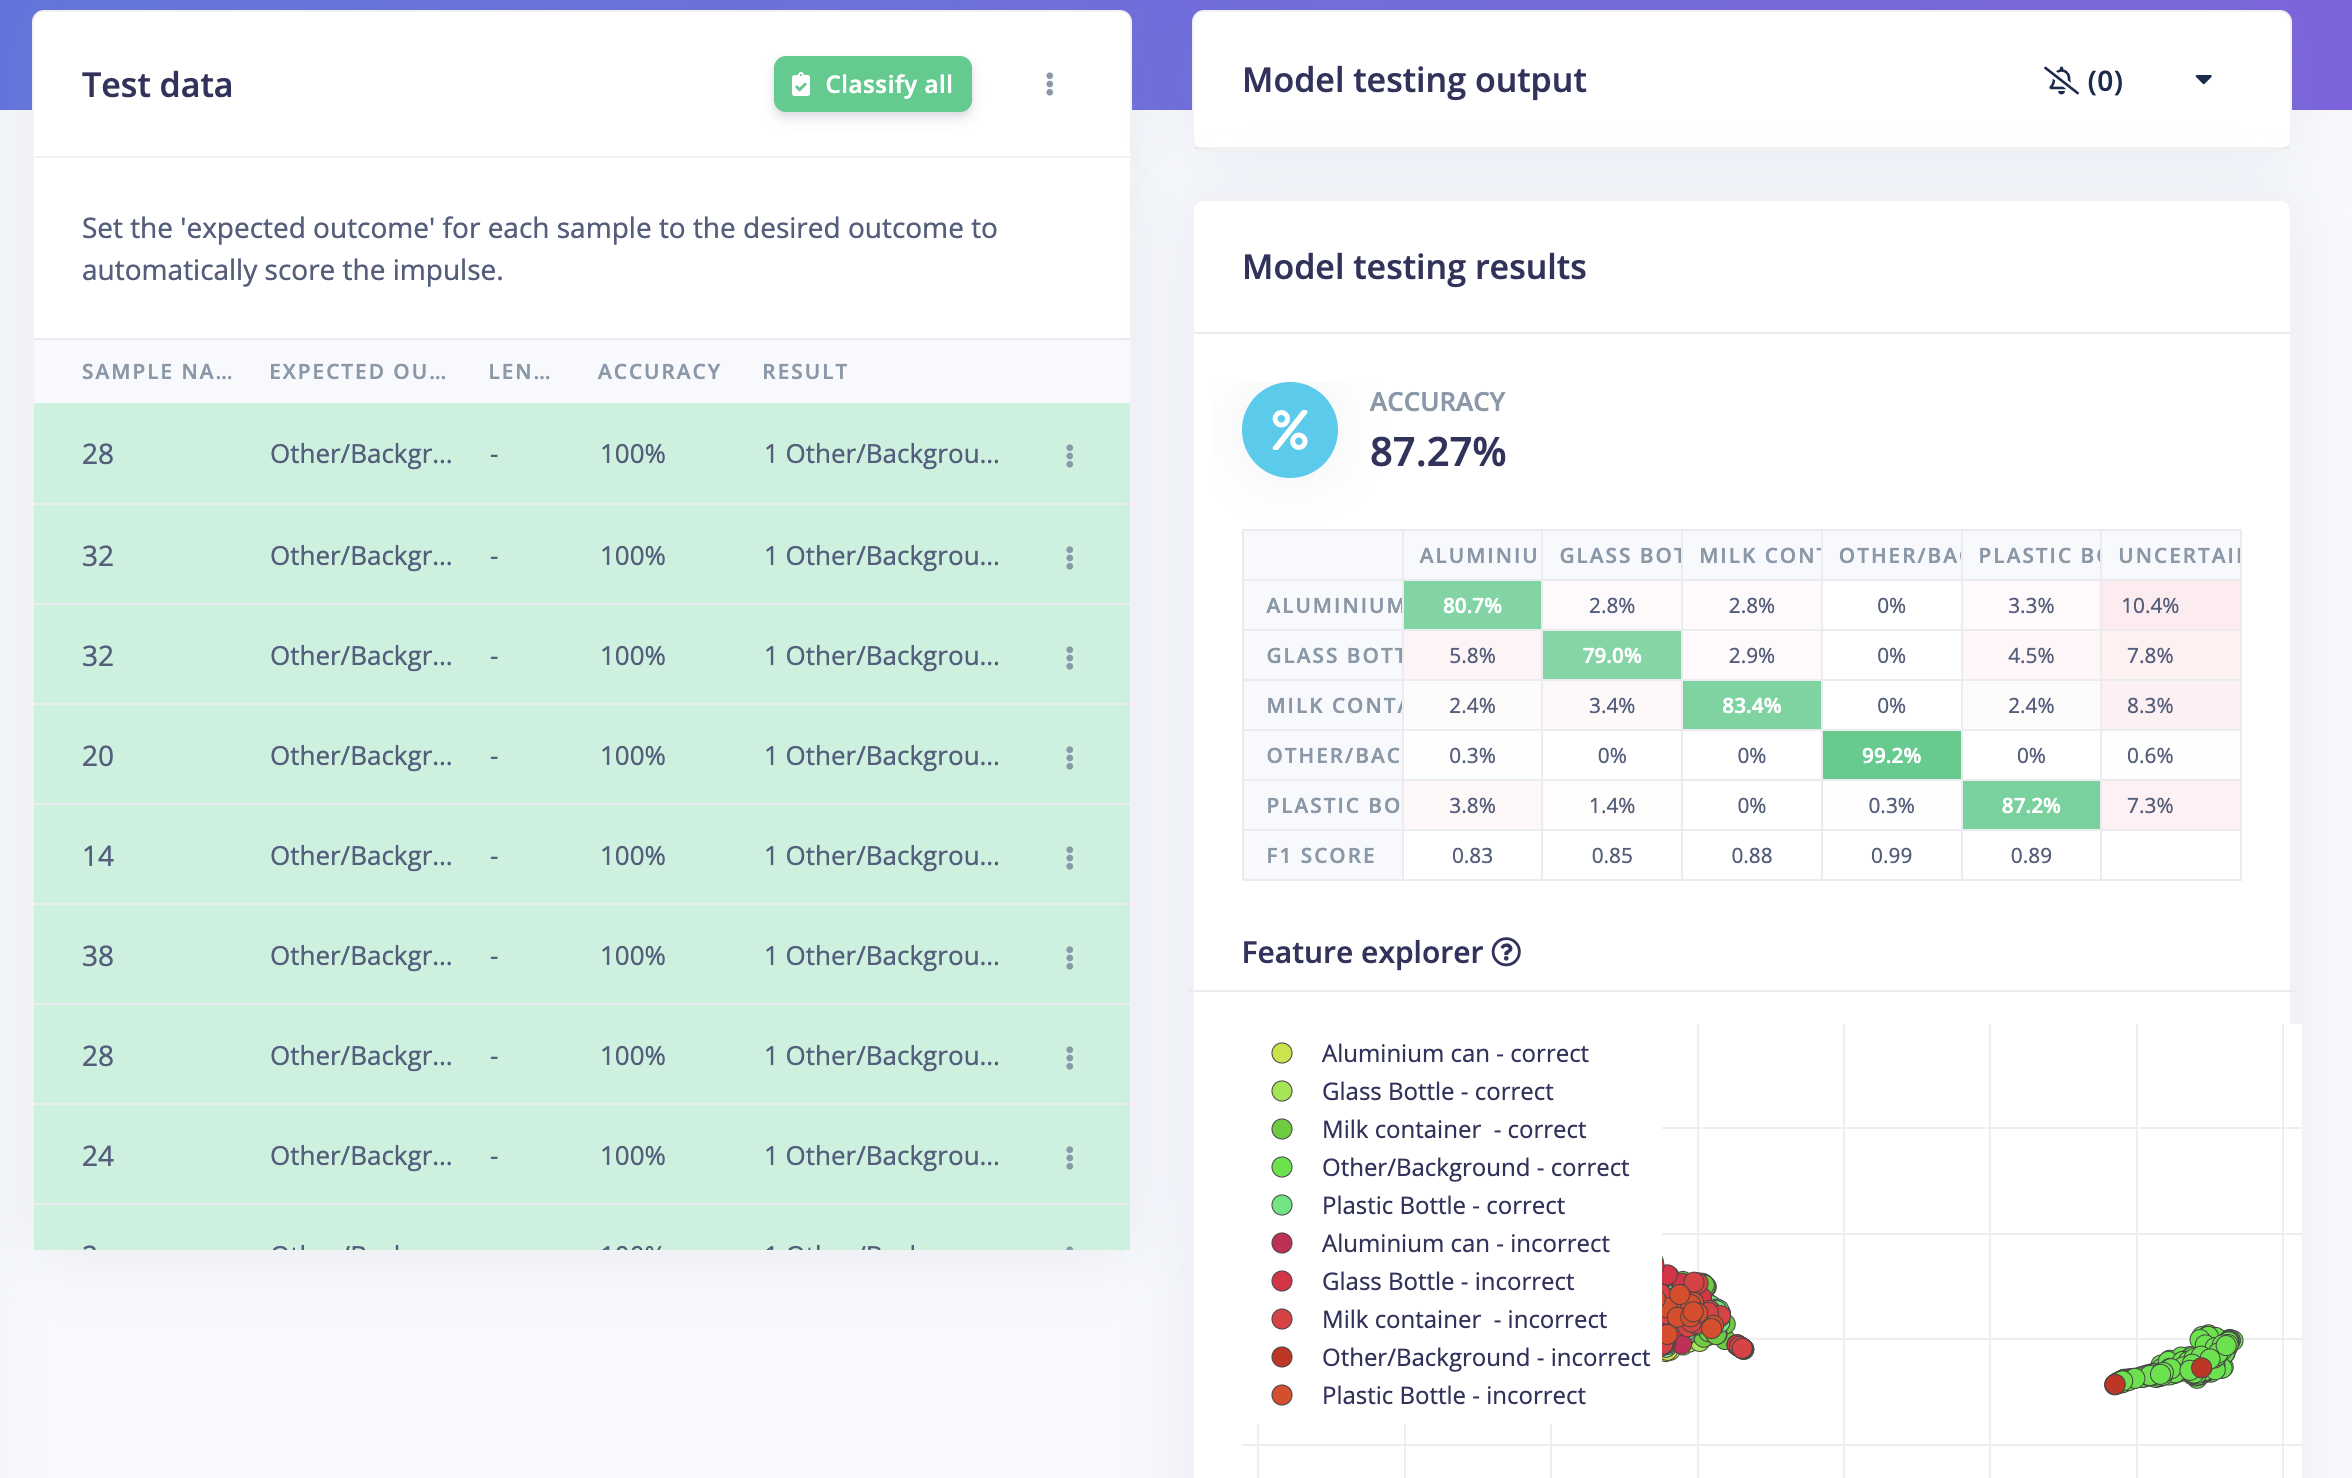 Test data
Classify all
Set the 'expected outcome' for each sample to the desired outcome to
automatically score the impulse.
SAMPLE NA... EXPECTED OU... LEN... ACCURACY RESULT
28 Other/Backgr... - 100% 1 Other/Backgrou...
32 Other/Backgr... - 100% 1 Other/Backgrou...
32 Other/Backgr... - 100% 1 Other/Backgrou...
20 Other/Backgr... - 100% 1 Other/Backgrou...
14 Other/Backgr... - 100% 1 Other/Backgrou...
38 Other/Backgr... - 100% 1 Other/Backgrou...
28 Other/Backgr... - 100% 1 Other/Backgrou...
24 Other/Backgr... - 100% 1 Other/Backgrou...
Model testing output
(0)
Model testing results
%
ACCURACY
87.27%
ALUMINIU GLASS BOT MILK CONT OTHER/BA PLASTIC B UNCERTAI
ALUMINIUM 80.7% 2.8% 2.8% 0% 3.3% 10.4%
GLASS BOTT 5.8% 79.0% 2.9% 0% 4.5% 7.8%
MILK CONTA 2.4% 3.4% 83.4% 0% 2.4% 8.3%
OTHER/BAC 0.3% 0% 0% 99.2% 0% 0.6%
PLASTIC BO 3.8% 1.4% 0% 0.3% 87.2% 7.3%
F1 SCORE 0.83 0.85 0.88 0.99 0.89
Feature explorer ?
Aluminium can - correct
Glass Bottle - correct
Milk container - correct
Other/Background - correct
Plastic Bottle - correct
Aluminium can - incorrect
Glass Bottle - incorrect
Milk container - incorrect
Other/Background - incorrect
Plastic Bottle - incorrect